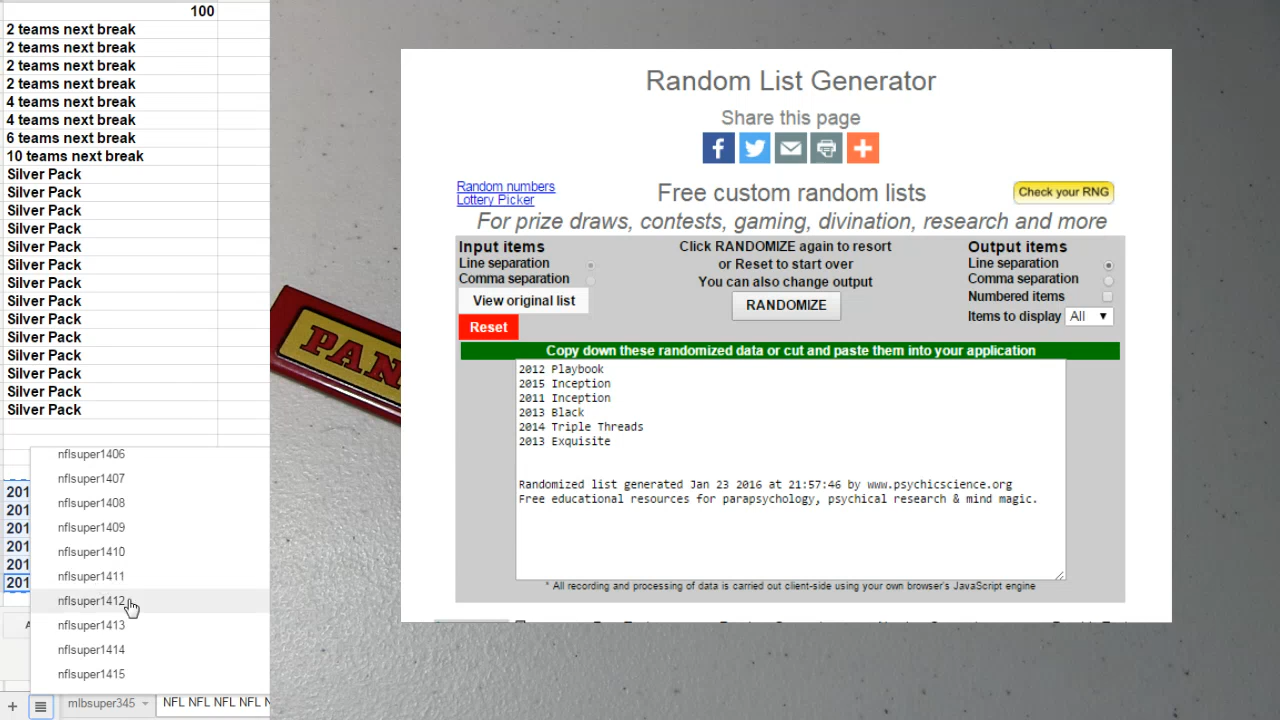 100
2 teams next break
2 teams next break
2 teams next break
2 teams next break
4 teams next break
4 teams next break
6 teams next break
10 teams next break
Silver Pack
Silver Pack
Silver Pack
Silver Pack
Silver Pack
Silver Pack
Silver Pack
Silver Pack
Silver Pack
Silver Pack
Silver Pack
Silver Pack
Silver Pack
Silver Pack
nflsuper1406
nflsuper1407
nflsuper1408
nflsuper1409
nflsuper1410
nflsuper1411
nflsuper1412
nflsuper1413
nflsuper1414
nflsuper1415
201
201
201
201
201
201
mlbsuper345
NFL NFL NFL NFL N
PAN
Random List Generator
Share this page
Random numbers
Lottery Picker
Free custom random lists
Check your RNG
For prize draws, contests, gaming, divination, research and more
Input items
Line separation
Comma separation
View original list
Reset
Click RANDOMIZE again to resort
or Reset to start over
You can also change output
RANDOMIZE
Output items
Line separation
Comma separation
Numbered items
Items to display All
Copy down these randomized data or cut and paste them into your application
2012 Playbook
2015 Inception
2011 Inception
2013 Black
2014 Triple Threads
2013 Exquisite
Randomized list generated Jan 23 2016 at 21:57:46 by www.psychicscience.org
Free educational resources for parapsychology, psychical research & mind magic.
* All recording and processing of data is carried out client-side using your own browser's JavaScript engine